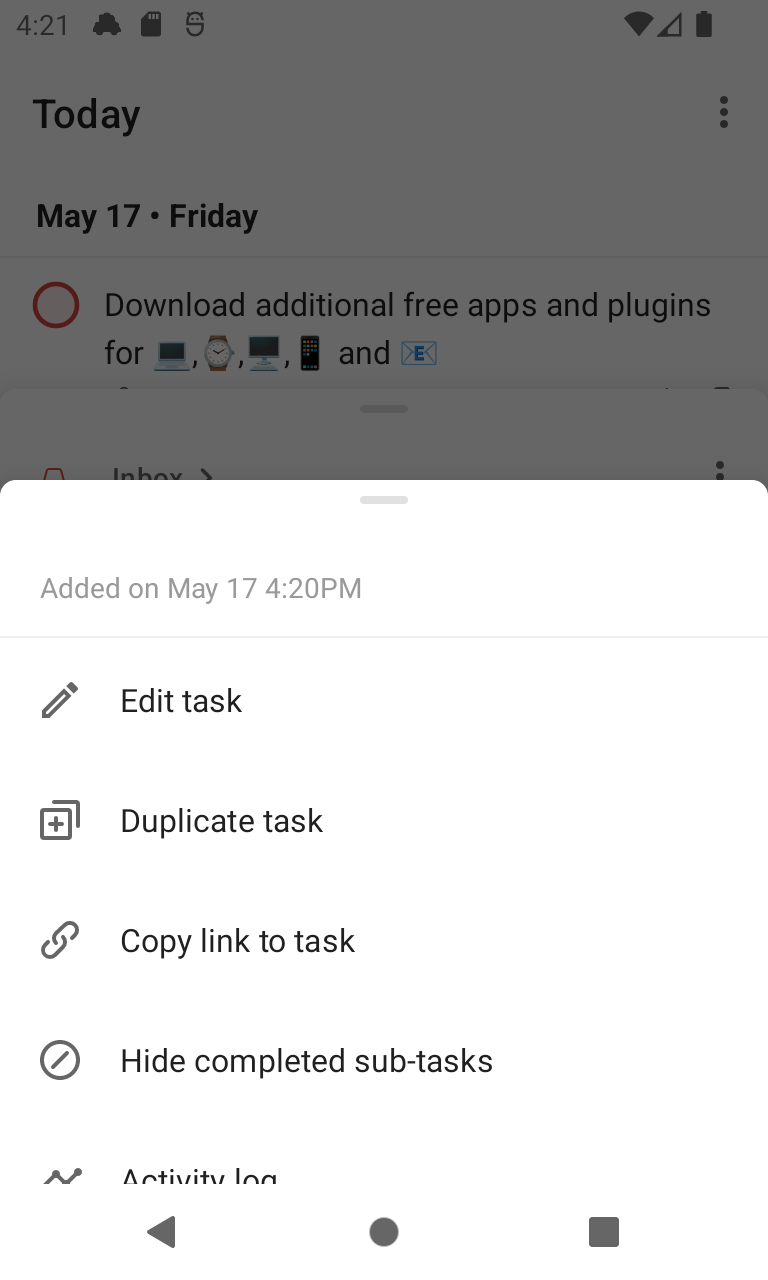 4:21
Today
May 17 • Friday
Download additional free apps and plugins
for 💻,⌚,🖥️,📱 and 📧
Inbox
Added on May 17 4:20PM
Edit task
Duplicate task
Copy link to task
Hide completed sub-tasks
Activity log